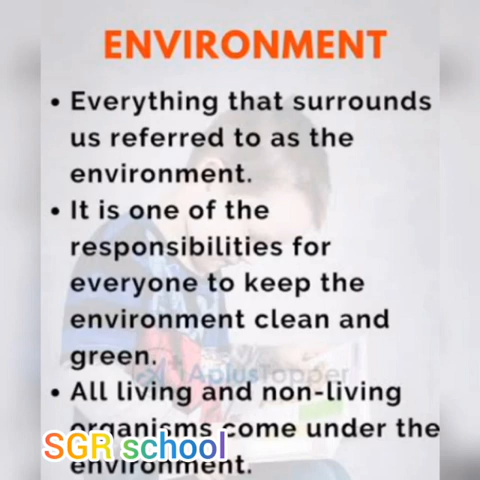 ENVIRONMENT
• Everything that surrounds
us referred to as the
environment.
• It is one of the
responsibilities for
everyone to keep the
environment clean and
green.
AplusTopper
• All living and non-living
organisms come under the
SGR school
environment.